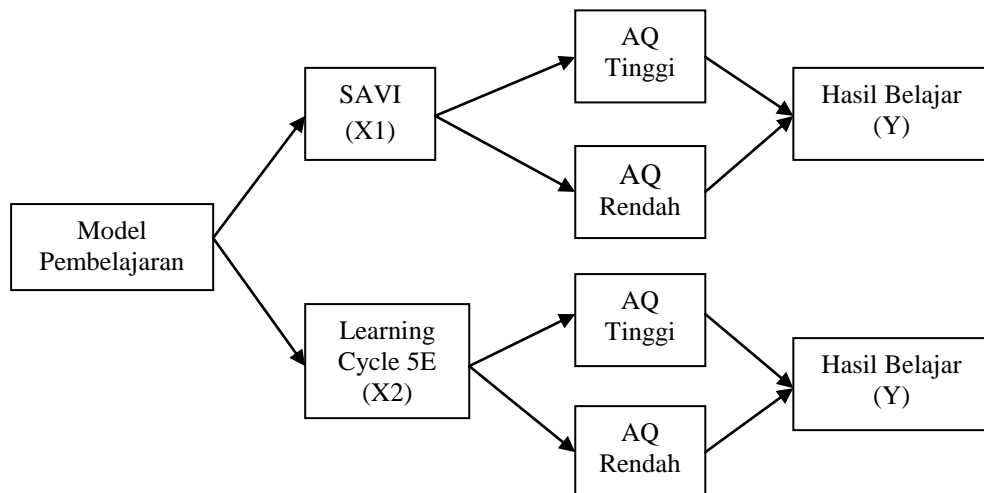 Model
Pembelajaran
SAVI
(X1)
AQ
Tinggi
AQ
Rendah
Hasil Belajar
(Y)
Learning
Cycle 5E
(X2)
AQ
Tinggi
AQ
Rendah
Hasil Belajar
(Y)